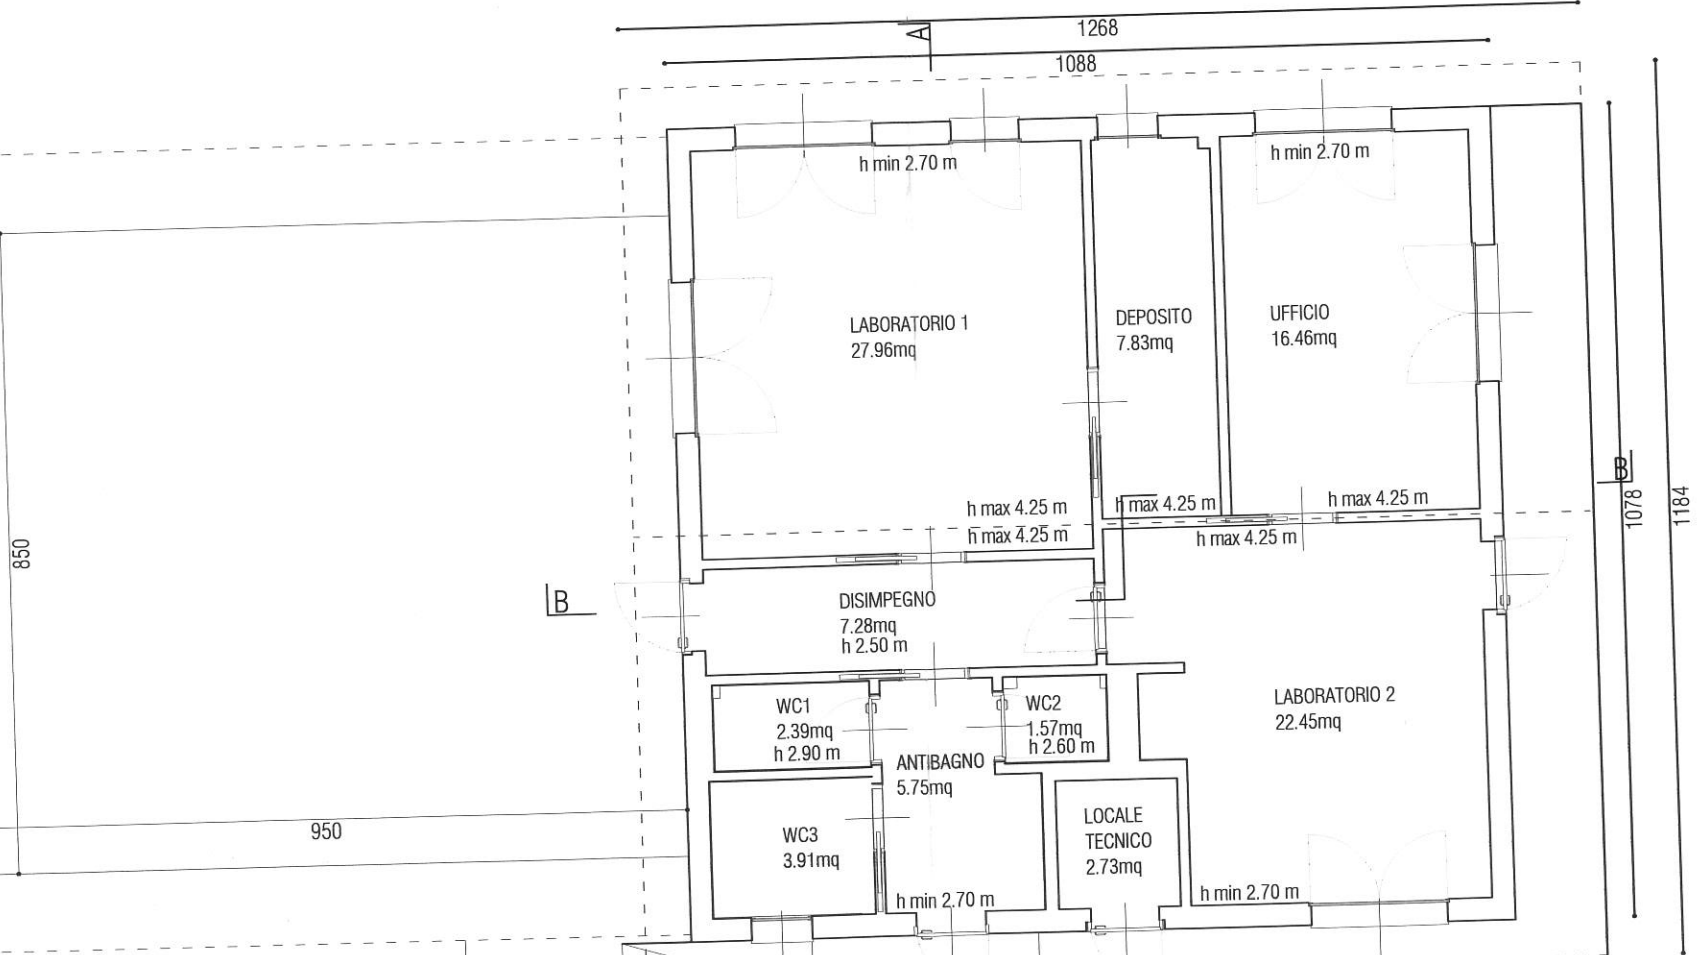 1268
A
1088
h min 2.70 m
h min 2.70 m
LABORATORIO 1
27.96mq
DEPOSITO
7.83mq
UFFICIO
16.46mq
h max 4.25 m
h max 4.25 m
h max 4.25 m
h max 4.25 m
h max 4.25 m
B
1078
1184
850
B
DISIMPEGNO
7.28mq
h 2.50 m
WC1
2.39mq
h 2.90 m
WC2
1.57mq
h 2.60 m
ANTIBAGNO
5.75mq
LABORATORIO 2
22.45mq
950
WC3
3.91mq
LOCALE
TECNICO
2.73mq
h min 2.70 m
h min 2.70 m